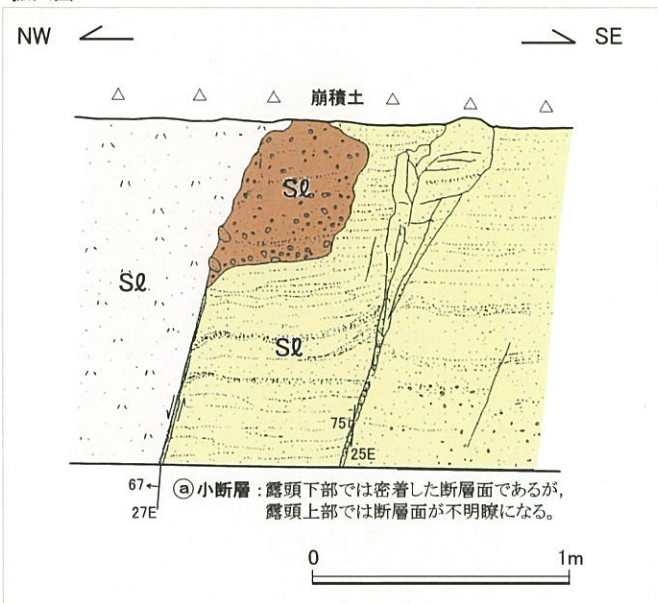 NW
SE
崩積土
Sℓ
Sℓ
Sℓ
75
25E
67
27E
ⓐ小断層：露頭下部では密着した断層面であるが，
露頭上部では断層面が不明瞭になる。
0
1m